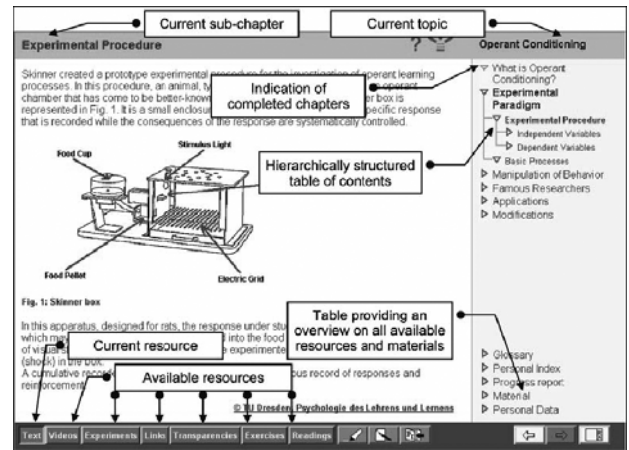 Current sub-chapter
Current topic
Experimental Procedure
?
Operant Conditioning
Skinner created a prototype experimental procedure for the investigation of operant learning
processes. In this procedure, an animal, operant
chamber that has come to be better-known box is
represented in Fig. 1. It is a small enclosure specific response
that is recorded while the consequences of the response are systematically controlled.
Indication of
completed chapters
What is Operant
Conditioning?
Experimental
Paradigm
Experimental Procedure
Independent Variables
Dependent Variables
Basic Processes
Manipulation of Behavior
Famous Researchers
Applications
Modifications
Hierarchically structured
table of contents
Stimulus Light
Food Cup
Food Pellet
Electric Grid
Fig. 1: Skinner box
In this apparatus, designed for rats, the response under
which may into the food
of visual experimenter
(shock) in the box.
A cumulative record of responses and
reinforcement
Table providing an
overview on all available
resources and materials
Current resource
Available resources
Glossary
Personal Index
Progress report
Material
Personal Data
© TU Dresden, Psychologie des Lehrens und Lernens
Text Videos Experiments Links Transparencies Exercises Readings